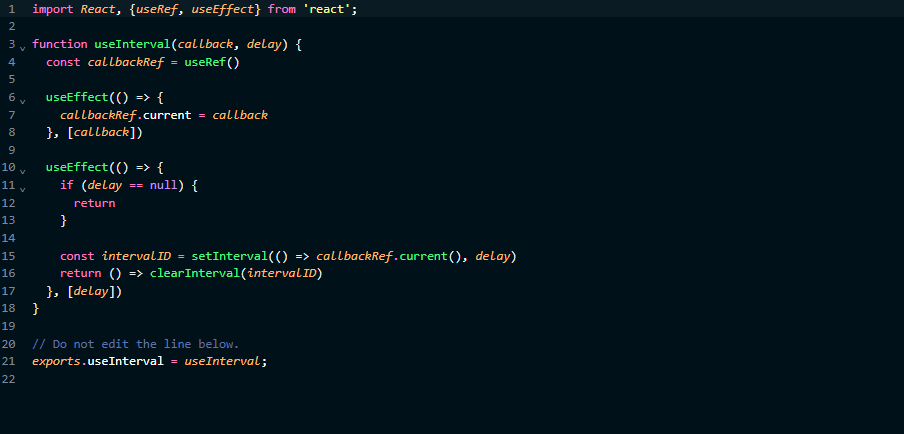 1 import React, {useRef, useEffect} from 'react';
2
3 function useInterval(callback, delay) {
4   const callbackRef = useRef()
5
6   useEffect(() => {
7     callbackRef.current = callback
8   }, [callback])
9
10   useEffect(() => {
11     if (delay == null) {
12       return
13     }
14
15     const intervalID = setInterval(() => callbackRef.current(), delay)
16     return () => clearInterval(intervalID)
17   }, [delay])
18 }
19
20 // Do not edit the line below.
21 exports.useInterval = useInterval;
22